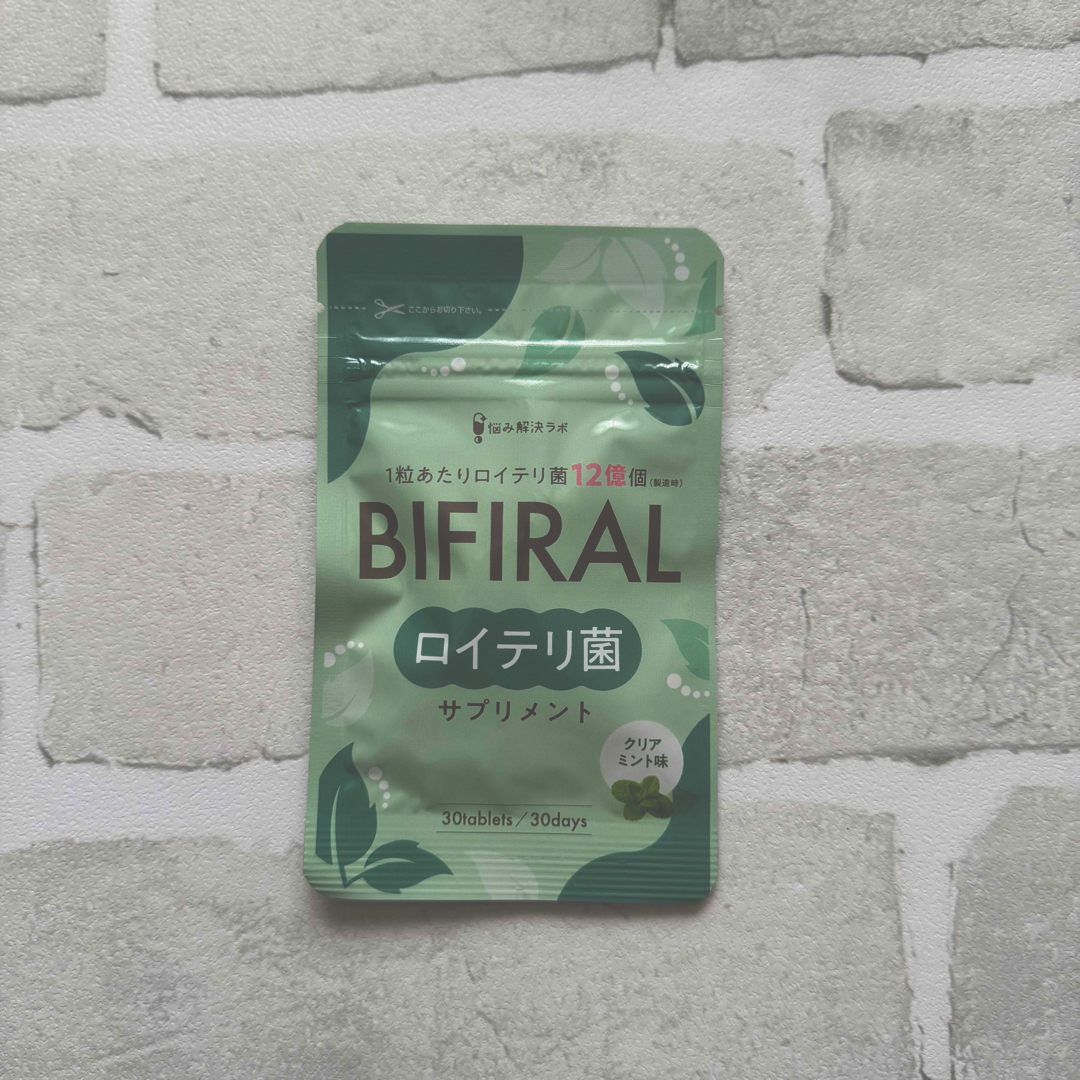 ここからお切り下さい。
悩み解決ラボ
1粒あたりロイテリ菌12億個(製造時)
BIFIRAL
ロイテリ菌
サプリメント
クリア
ミント味
30tablets/30days